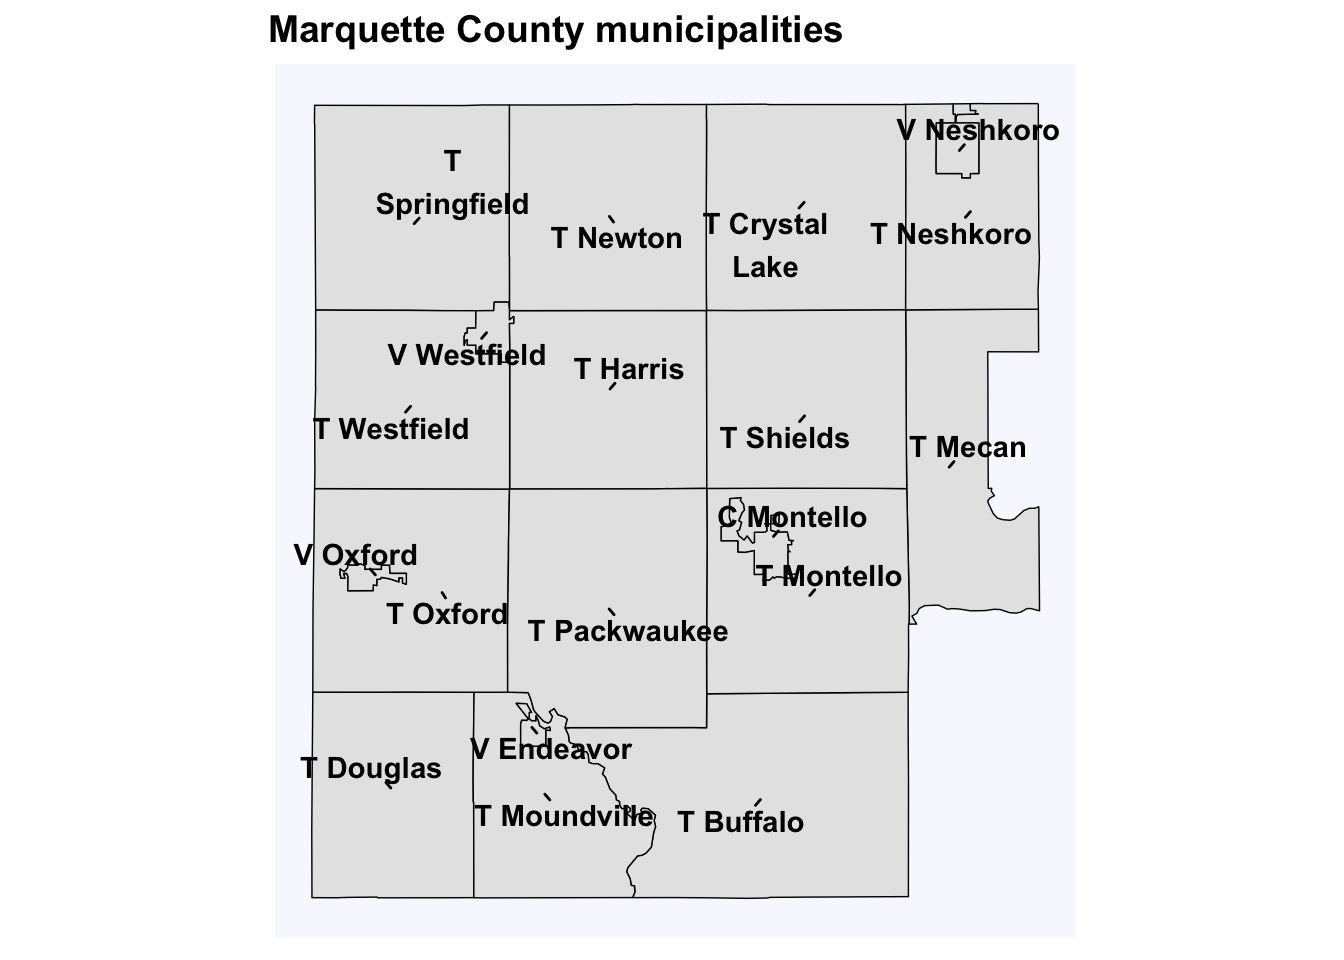 Marquette County municipalities
V Neshkoro
T
Springfield
T Newton
T Crystal
Lake
T Neshkoro
V Westfield
T Harris
T Westfield
T Shields
T Mecan
C Montello
V Oxford
T Montello
T Oxford
T Packwaukee
V Endeavor
T Douglas
T Moundville
T Buffalo